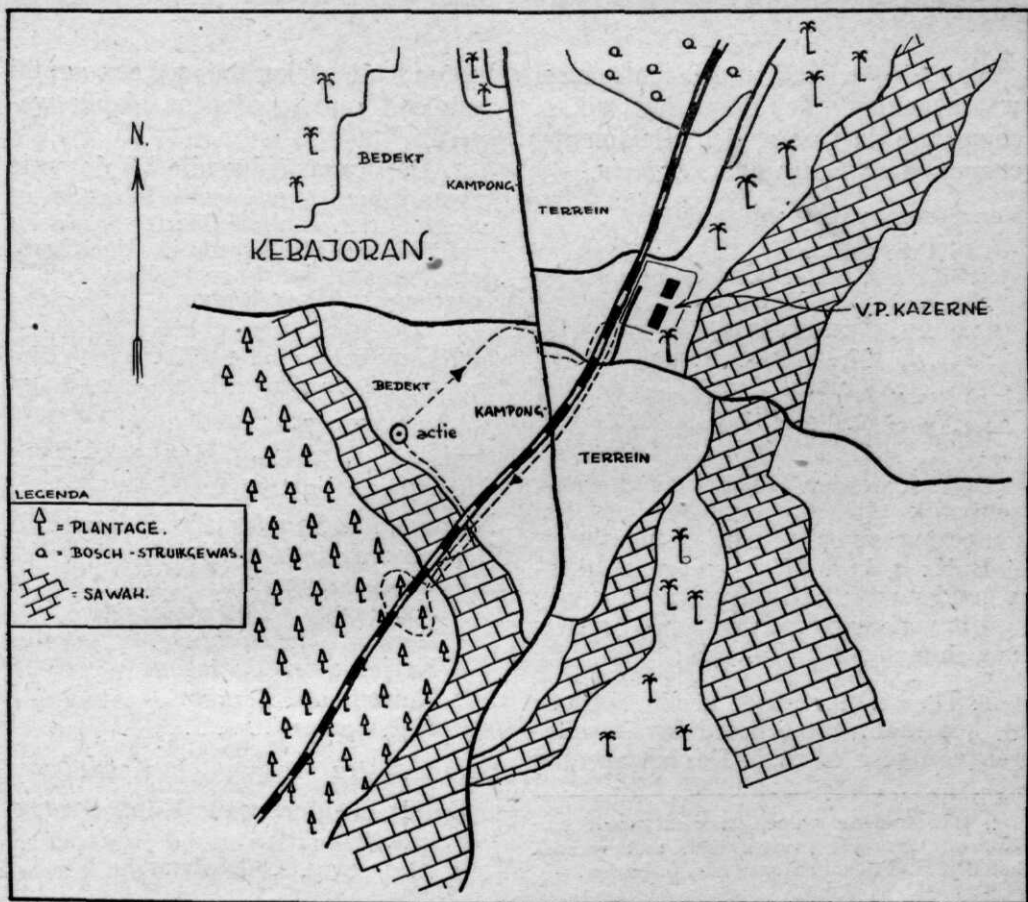 N.
BEDEKT
KAMPONG
TERREIN
KEBAJORAN.
V.P. KAZERNE
BEDEKT
KAMPONG
actie
TERREIN
LEGENDA
= PLANTAGE.
= BOSCH - STRUIKGEWAS.
= SAWAH.